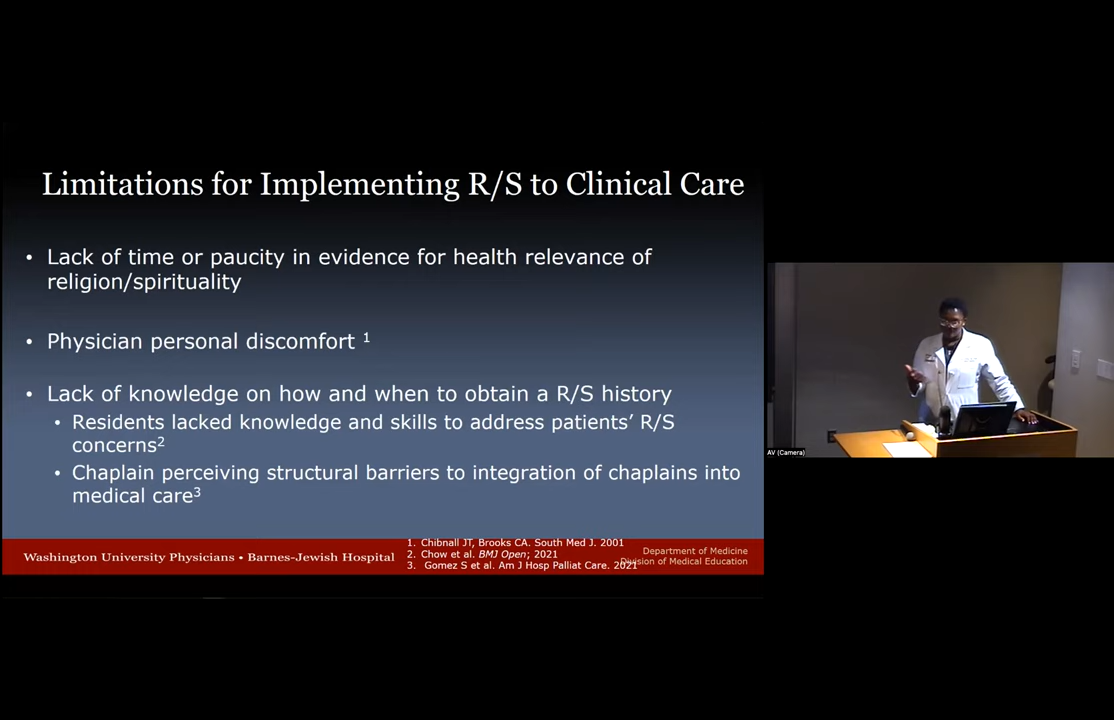 Limitations for Implementing R/S to Clinical Care
• Lack of time or paucity in evidence for health relevance of
religion/spirituality
• Physician personal discomfort 1
• Lack of knowledge on how and when to obtain a R/S history
• Residents lacked knowledge and skills to address patients’ R/S
concerns2
• Chaplain perceiving structural barriers to integration of chaplains into
medical care3
Washington University Physicians • Barnes-Jewish Hospital
1. Chibnall JT, Brooks CA. South Med J. 2001
2. Chow et al. BMJ Open; 2021
3. Gomez S et al. Am J Hosp Palliat Care. 2021
Department of Medicine
Division of Medical Education
AV (Camera)